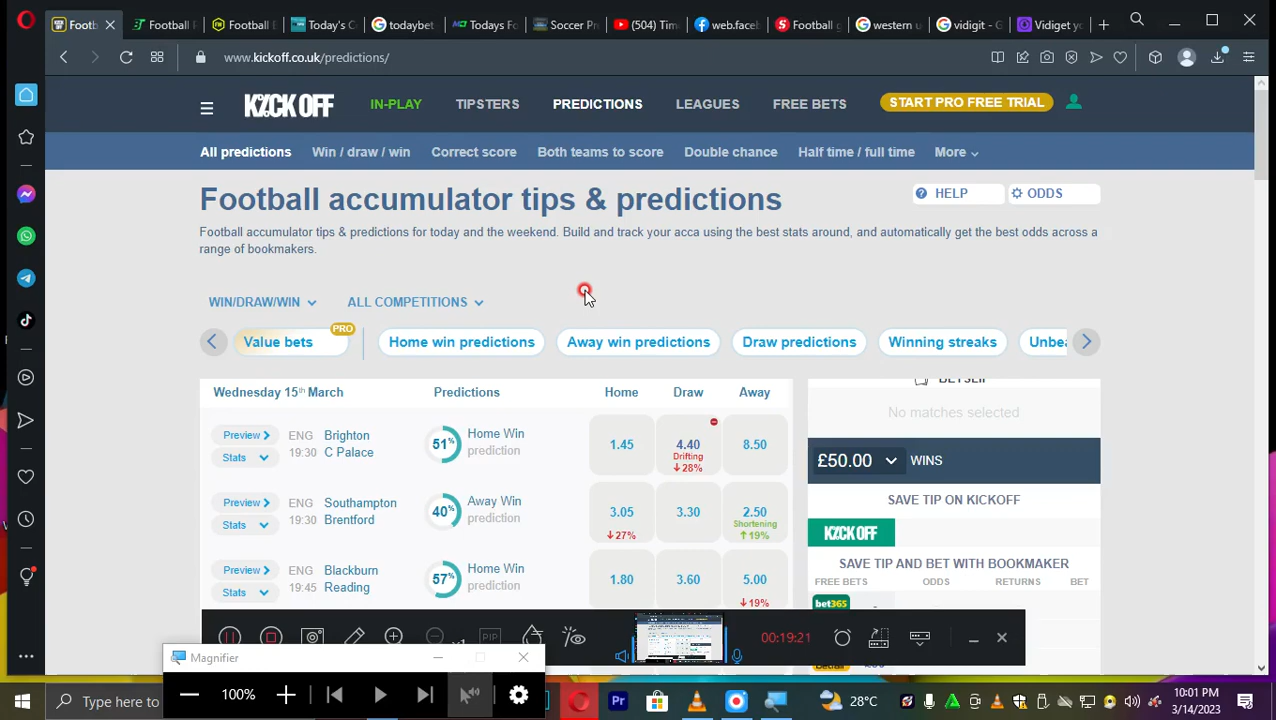 Footb
Football F
Football E
Today's C
todaybet
Today's Fo
Soccer Pr
(504) Tim
web.face
Football g
western u
vidigit - G
Vidiget yo
www.kickoff.co.uk/predictions/
KICK OFF
IN-PLAY
TIPSTERS
PREDICTIONS
LEAGUES
FREE BETS
START PRO FREE TRIAL
All predictions
Win / draw / win
Correct score
Both teams to score
Double chance
Half time / full time
More
Football accumulator tips & predictions
HELP
ODDS
Football accumulator tips & predictions for today and the weekend. Build and track your acca using the best stats around, and automatically get the best odds across a
range of bookmakers.
WIN/DRAW/WIN
ALL COMPETITIONS
PRO
Value bets
Home win predictions
Away win predictions
Draw predictions
Winning streaks
Unbea
Wednesday 15th March
Predictions
Home
Draw
Away
BETSLIP
No matches selected
Preview
Stats
ENG
19:30
Brighton
C Palace
51%
Home Win
prediction
1.45
4.40
Drifting
↓28%
8.50
£50.00
WINS
Preview
Stats
ENG
19:30
Southampton
Brentford
40%
Away Win
prediction
3.05
↓27%
3.30
2.50
Shortening
↑19%
SAVE TIP ON KICKOFF
KICK OFF
SAVE TIP AND BET WITH BOOKMAKER
FREE BETS
ODDS
RETURNS
BET
Preview
Stats
ENG
19:45
Blackburn
Reading
57%
Home Win
prediction
1.80
3.60
5.00
↓19%
bet365
-
PIP
00:19:21
Magnifier
100%
Type here to
Pr
28°C
10:01 PM
3/14/2023